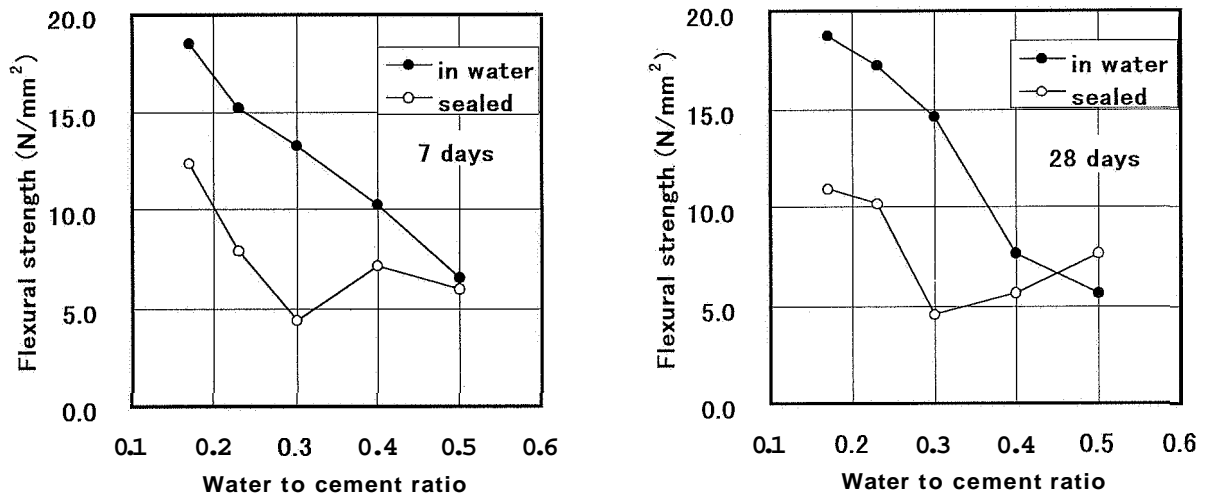 20.0
15.0
10.0
5.0
0.0
Flexural strength (N/mm²)
in water
sealed
7 days
0.1 0.2 0.3 0.4 0.5 0.6
Water to cement ratio
20.0
15.0
10.0
5.0
0.0
Flexural strength (N/mm²)
in water
sealed
28 days
0.1 0.2 0.3 0.4 0.5 0.6
Water to cement ratio